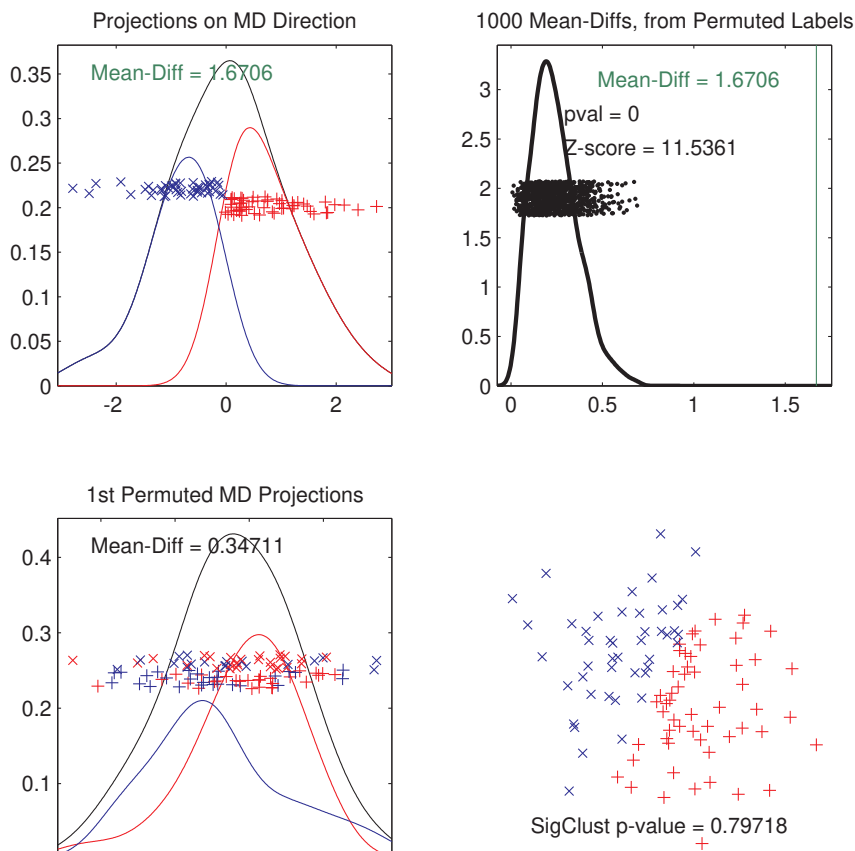 Projections on MD Direction
Mean-Diff = 1.6706
0.35
0.3
0.25
0.2
0.15
0.1
0.05
0
-2 0 2
1000 Mean-Diffs, from Permuted Labels
Mean-Diff = 1.6706
pval = 0
Z-score = 11.5361
3
2.5
2
1.5
1
0.5
0
0 0.5 1 1.5
1st Permuted MD Projections
Mean-Diff = 0.34711
0.4
0.3
0.2
0.1
SigClust p-value = 0.79718